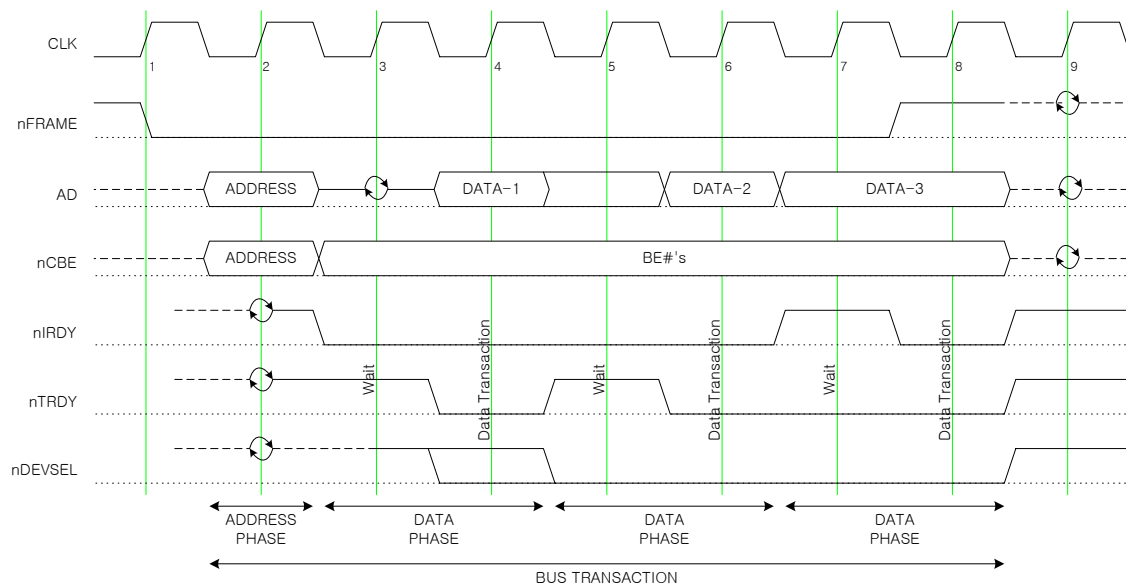 CLK
1 2 3 4 5 6 7 8 9
nFRAME
AD ADDRESS DATA-1 DATA-2 DATA-3
nCBE ADDRESS BE#'s
nIRDY
nTRDY
Wait
Data Transaction
Wait
Data Transaction
Wait
Data Transaction
nDEVSEL
ADDRESS PHASE
DATA PHASE
DATA PHASE
DATA PHASE
BUS TRANSACTION